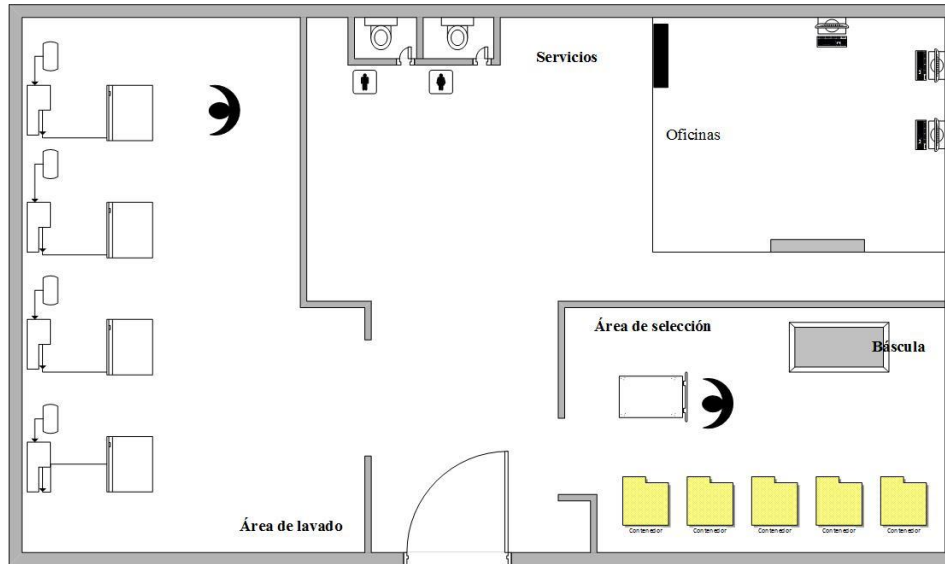 Servicios
Oficinas
Área de selección
Báscula
Área de lavado
Contenedor
Contenedor
Contenedor
Contenedor
Contenedor